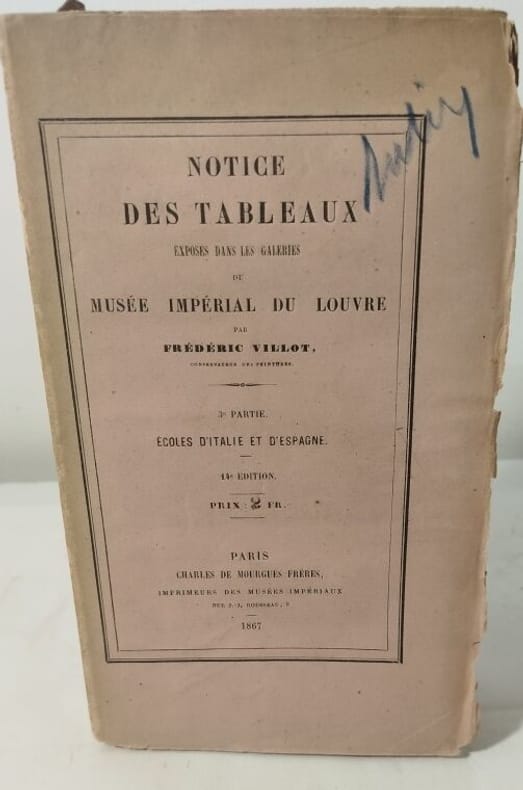 NOTICE
DES TABLEAUX
EXPOSÉS DANS LES GALERIES
DU
MUSÉE IMPÉRIAL DU LOUVRE
PAR
FRÉDÉRIC VILLOT,
CONSERVATEUR DES PEINTURES.
3e PARTIE.
ÉCOLES D'ITALIE ET D'ESPAGNE.
14e EDITION.
PRIX : 2 FR.
PARIS
CHARLES DE MOURGUES FRÈRES,
IMPRIMEURS DES MUSÉES IMPÉRIAUX
RUE J.-J. ROUSSEAU, 8
1867